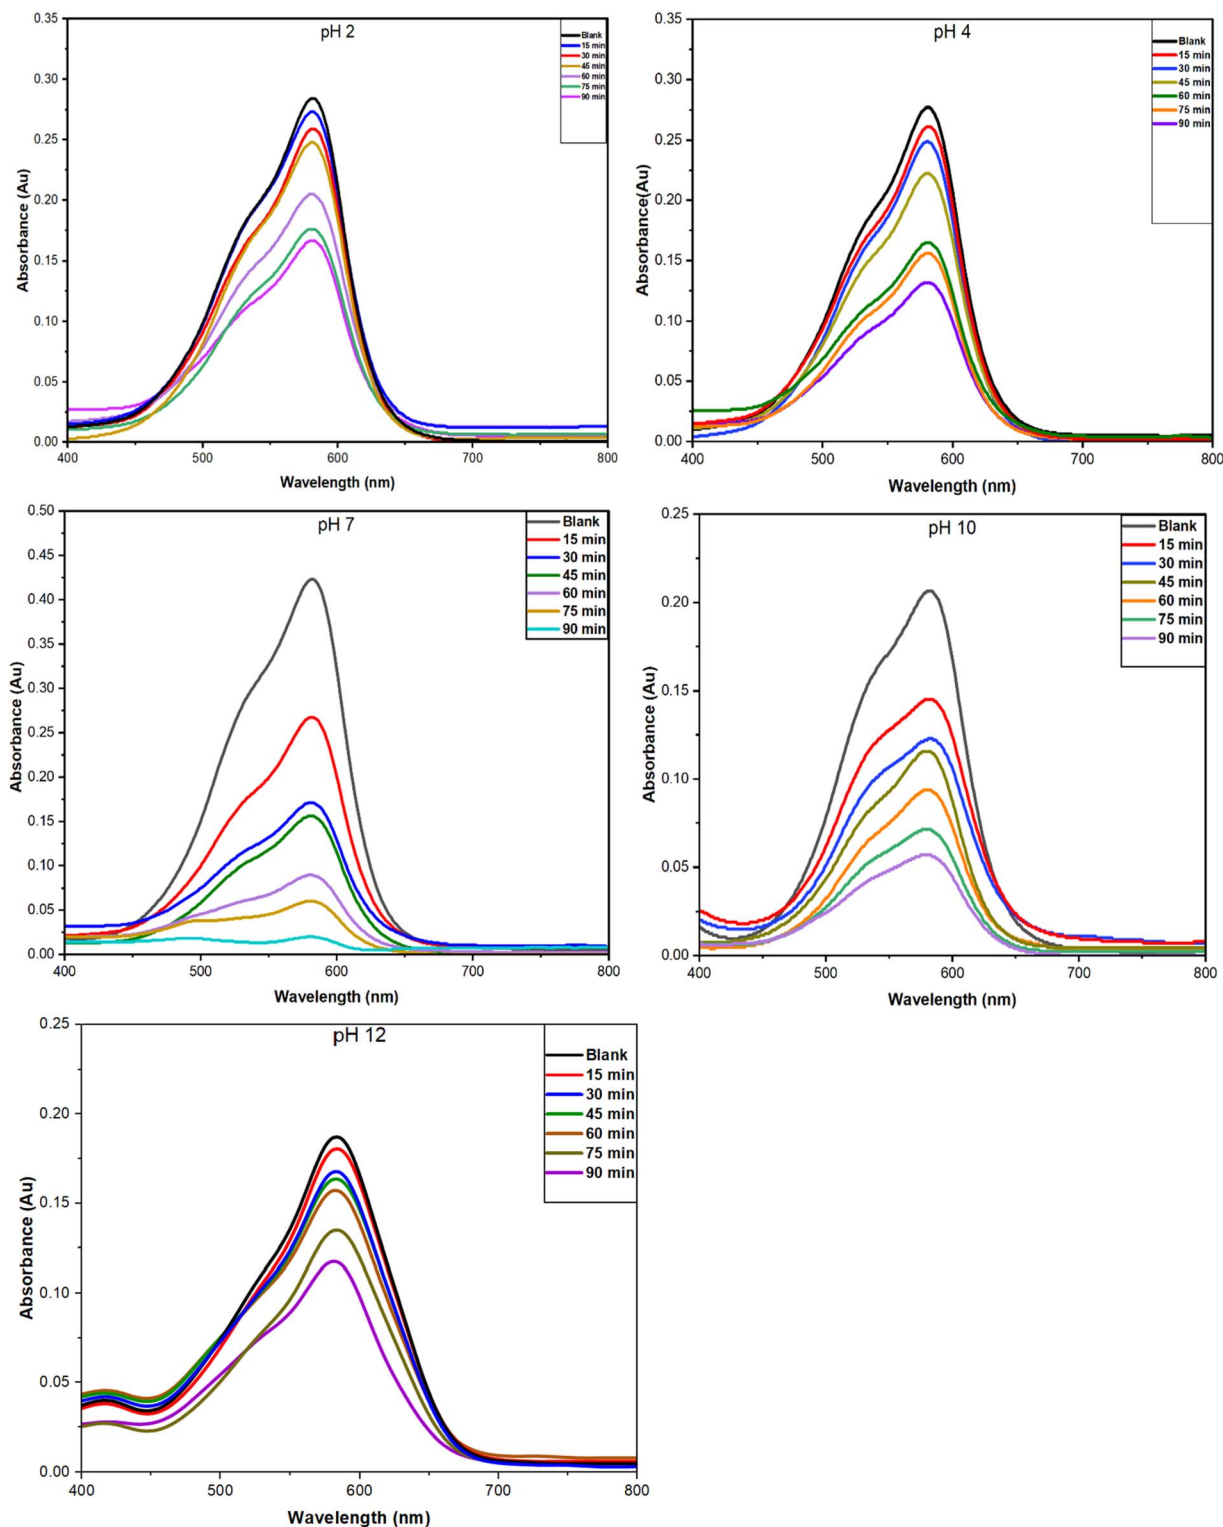 pH 2
Blank
15 min
30 min
45 min
60 min
75 min
90 min
0.35
0.30
0.25
0.20
0.15
0.10
0.05
0.00
Absorbance (Au)
400 500 600 700 800
Wavelength (nm)
pH 4
Blank
15 min
30 min
45 min
60 min
75 min
90 min
0.35
0.30
0.25
0.20
0.15
0.10
0.05
0.00
Absorbance(Au)
400 500 600 700 800
Wavelength (nm)
pH 7
Blank
15 min
30 min
45 min
60 min
75 min
90 min
0.50
0.45
0.40
0.35
0.30
0.25
0.20
0.15
0.10
0.05
0.00
Absorbance (Au)
400 500 600 700 800
Wavelength (nm)
pH 10
Blank
15 min
30 min
45 min
60 min
75 min
90 min
0.25
0.20
0.15
0.10
0.05
0.00
Absorbance (Au)
400 500 600 700 800
Wavelength (nm)
pH 12
Blank
15 min
30 min
45 min
60 min
75 min
90 min
0.25
0.20
0.15
0.10
0.05
0.00
Absorbance (Au)
400 500 600 700 800
Wavelength (nm)